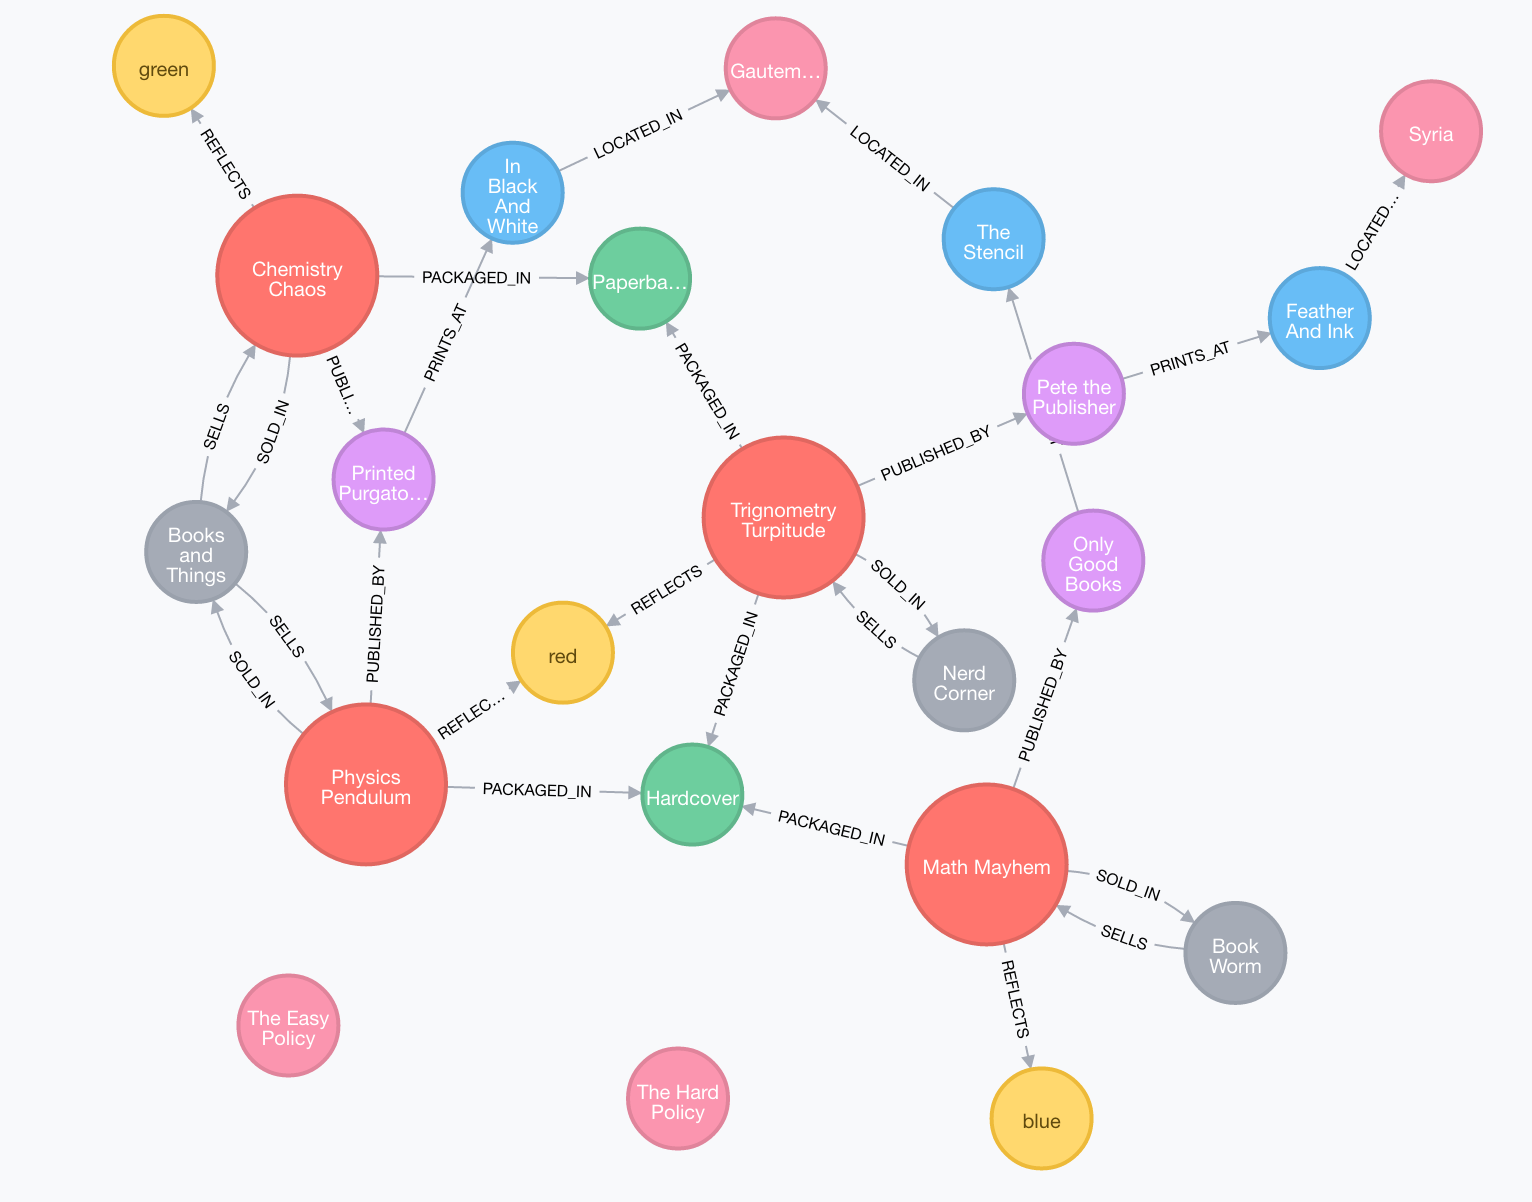 green
Gautem…
Syria
REFLECTS
LOCATED_IN
LOCATED_IN
In
Black
And
White
LOCATED…
The
Stencil
Chemistry
Chaos
PACKAGED_IN
Paperba…
Feather
And Ink
PRINTS_AT
PRINTS_AT
PUBLI…
PACKAGED_IN
Pete the
Publisher
SELLS
SOLD_IN
PUBLISHED_BY
Printed
Purgato…
Trignometry
Turpitude
Books
and
Things
Only
Good
Books
SOLD_IN
REFLECTS
SELLS
PUBLISHED_BY
SELLS
red
PACKAGED_IN
Nerd
Corner
SOLD_IN
PUBLISHED_BY
REFLEC…
Physics
Pendulum
PACKAGED_IN
Hardcover
PACKAGED_IN
Math Mayhem
SOLD_IN
SELLS
Book
Worm
REFLECTS
The Easy
Policy
The Hard
Policy
blue